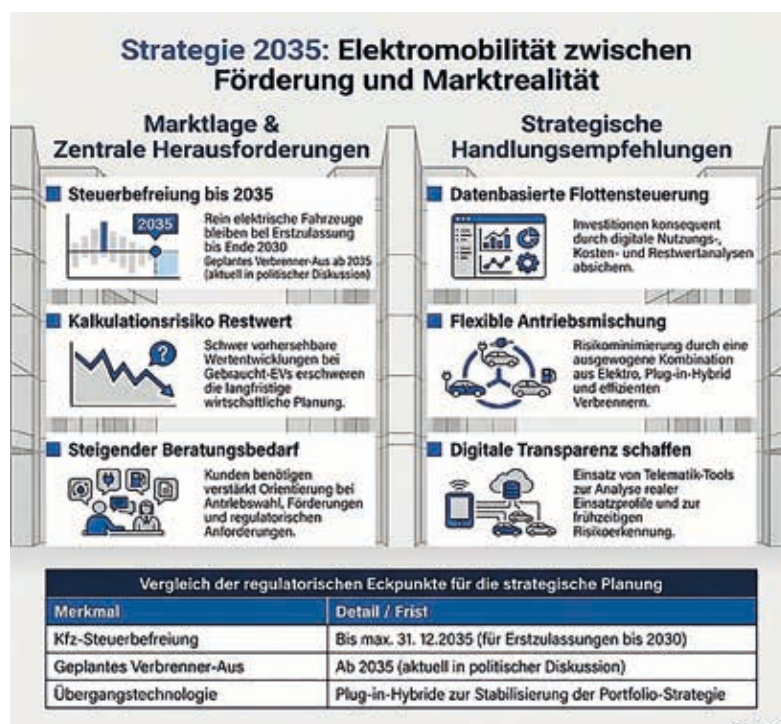 Strategie 2035: Elektromobilität zwischen
Förderung und Marktrealität
Marktlage &
Zentrale Herausforderungen
Steuerbefreiung bis 2035
2035
Rein elektrische Fahrzeuge
bleiben bei Erstzulassung
bis Ende 2030
Geplantes Verbrenner-Aus ab 2035
(aktuell in politischer Diskussion)
Kalkulationsrisiko Restwert
?
Schwer vorhersehbare
Wertentwicklungen bei
Gebraucht-EVs erschweren
die langfristige
wirtschaftliche Planung.
Steigender Beratungsbedarf
Kunden benötigen
verstärkt Orientierung bei
Antriebswahl, Förderungen
und regulatorischen
Anforderungen.
Strategische
Handlungsempfehlungen
Datenbasierte Flottensteuerung
Investitionen konsequent
durch digitale Nutzungs-,
Kosten- und Restwertanalysen
absichern.
Flexible Antriebsmischung
Risikominimierung durch eine
ausgewogene Kombination
aus Elektro, Plug-in-Hybrid
und effizienten
Verbrennern.
Digitale Transparenz schaffen
Einsatz von Telematik-Tools
zur Analyse realer
Einsatzprofile und zur
frühzeitigen
Risikoerkennung.
Vergleich der regulatorischen Eckpunkte für die strategische Planung
Merkmal Detail / Frist
Kfz-Steuerbefreiung Bis max. 31. 12.2035 (für Erstzulassungen bis 2030)
Geplantes Verbrenner-Aus Ab 2035 (aktuell in politischer Diskussion)
Übergangstechnologie Plug-in-Hybride zur Stabilisierung der Portfolio-Strategie